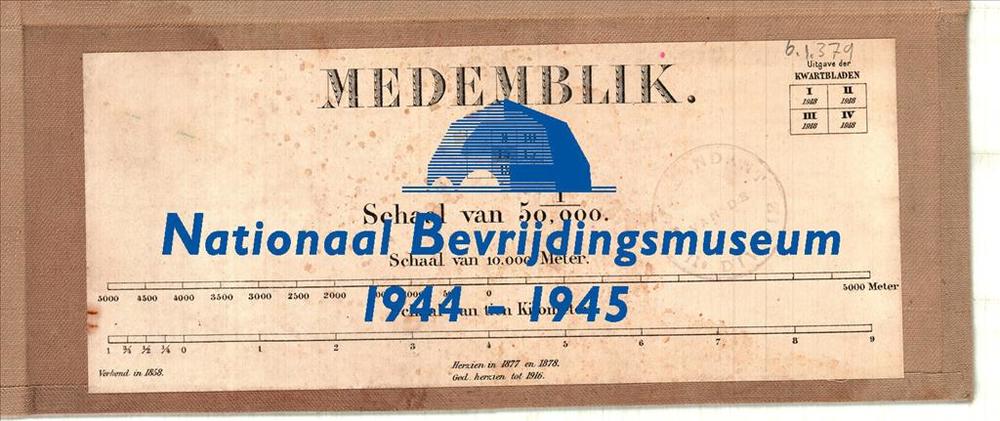 6.1.379
Uitgave der
KWARTBLADEN
I II
1918 1918
III IV
1918 1918
MEDEMBLIK.
Schaal van 1
50,000.
Nationaal Bevrijdingsmuseum
Schaal van 10.000 Meter.
5000 4500 4000 3500 3000 2500 2000 0 5000 Meter
1944 - 1945
1 ¾ ½ ¼ 0 1 2 3 4 5 6 7 8 9
Verkend in 1858.
Herzien in 1877 en 1878.
Ged. herzien tot 1916.